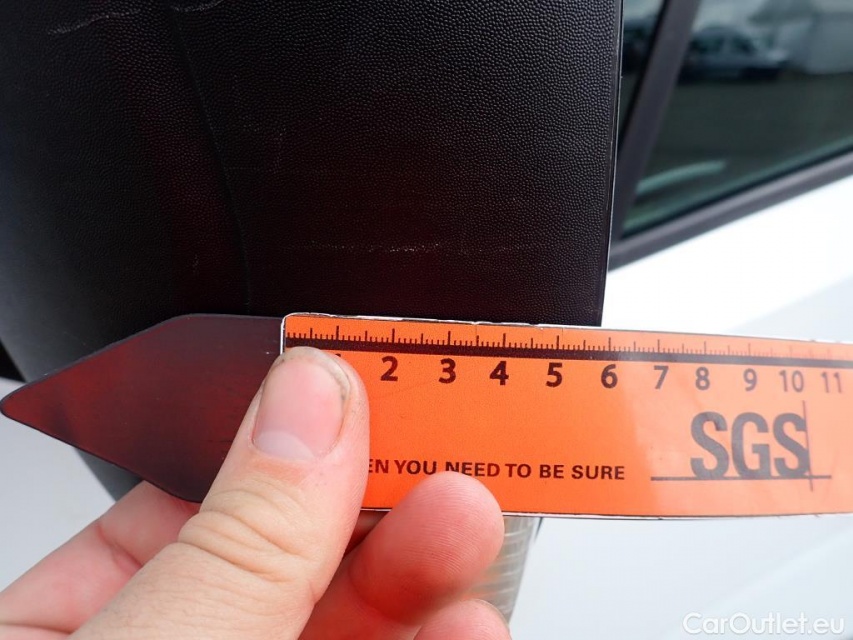 2 3 4 5 6 7 8 9 10 11
SGS
EN YOU NEED TO BE SURE
CarOutlet.eu